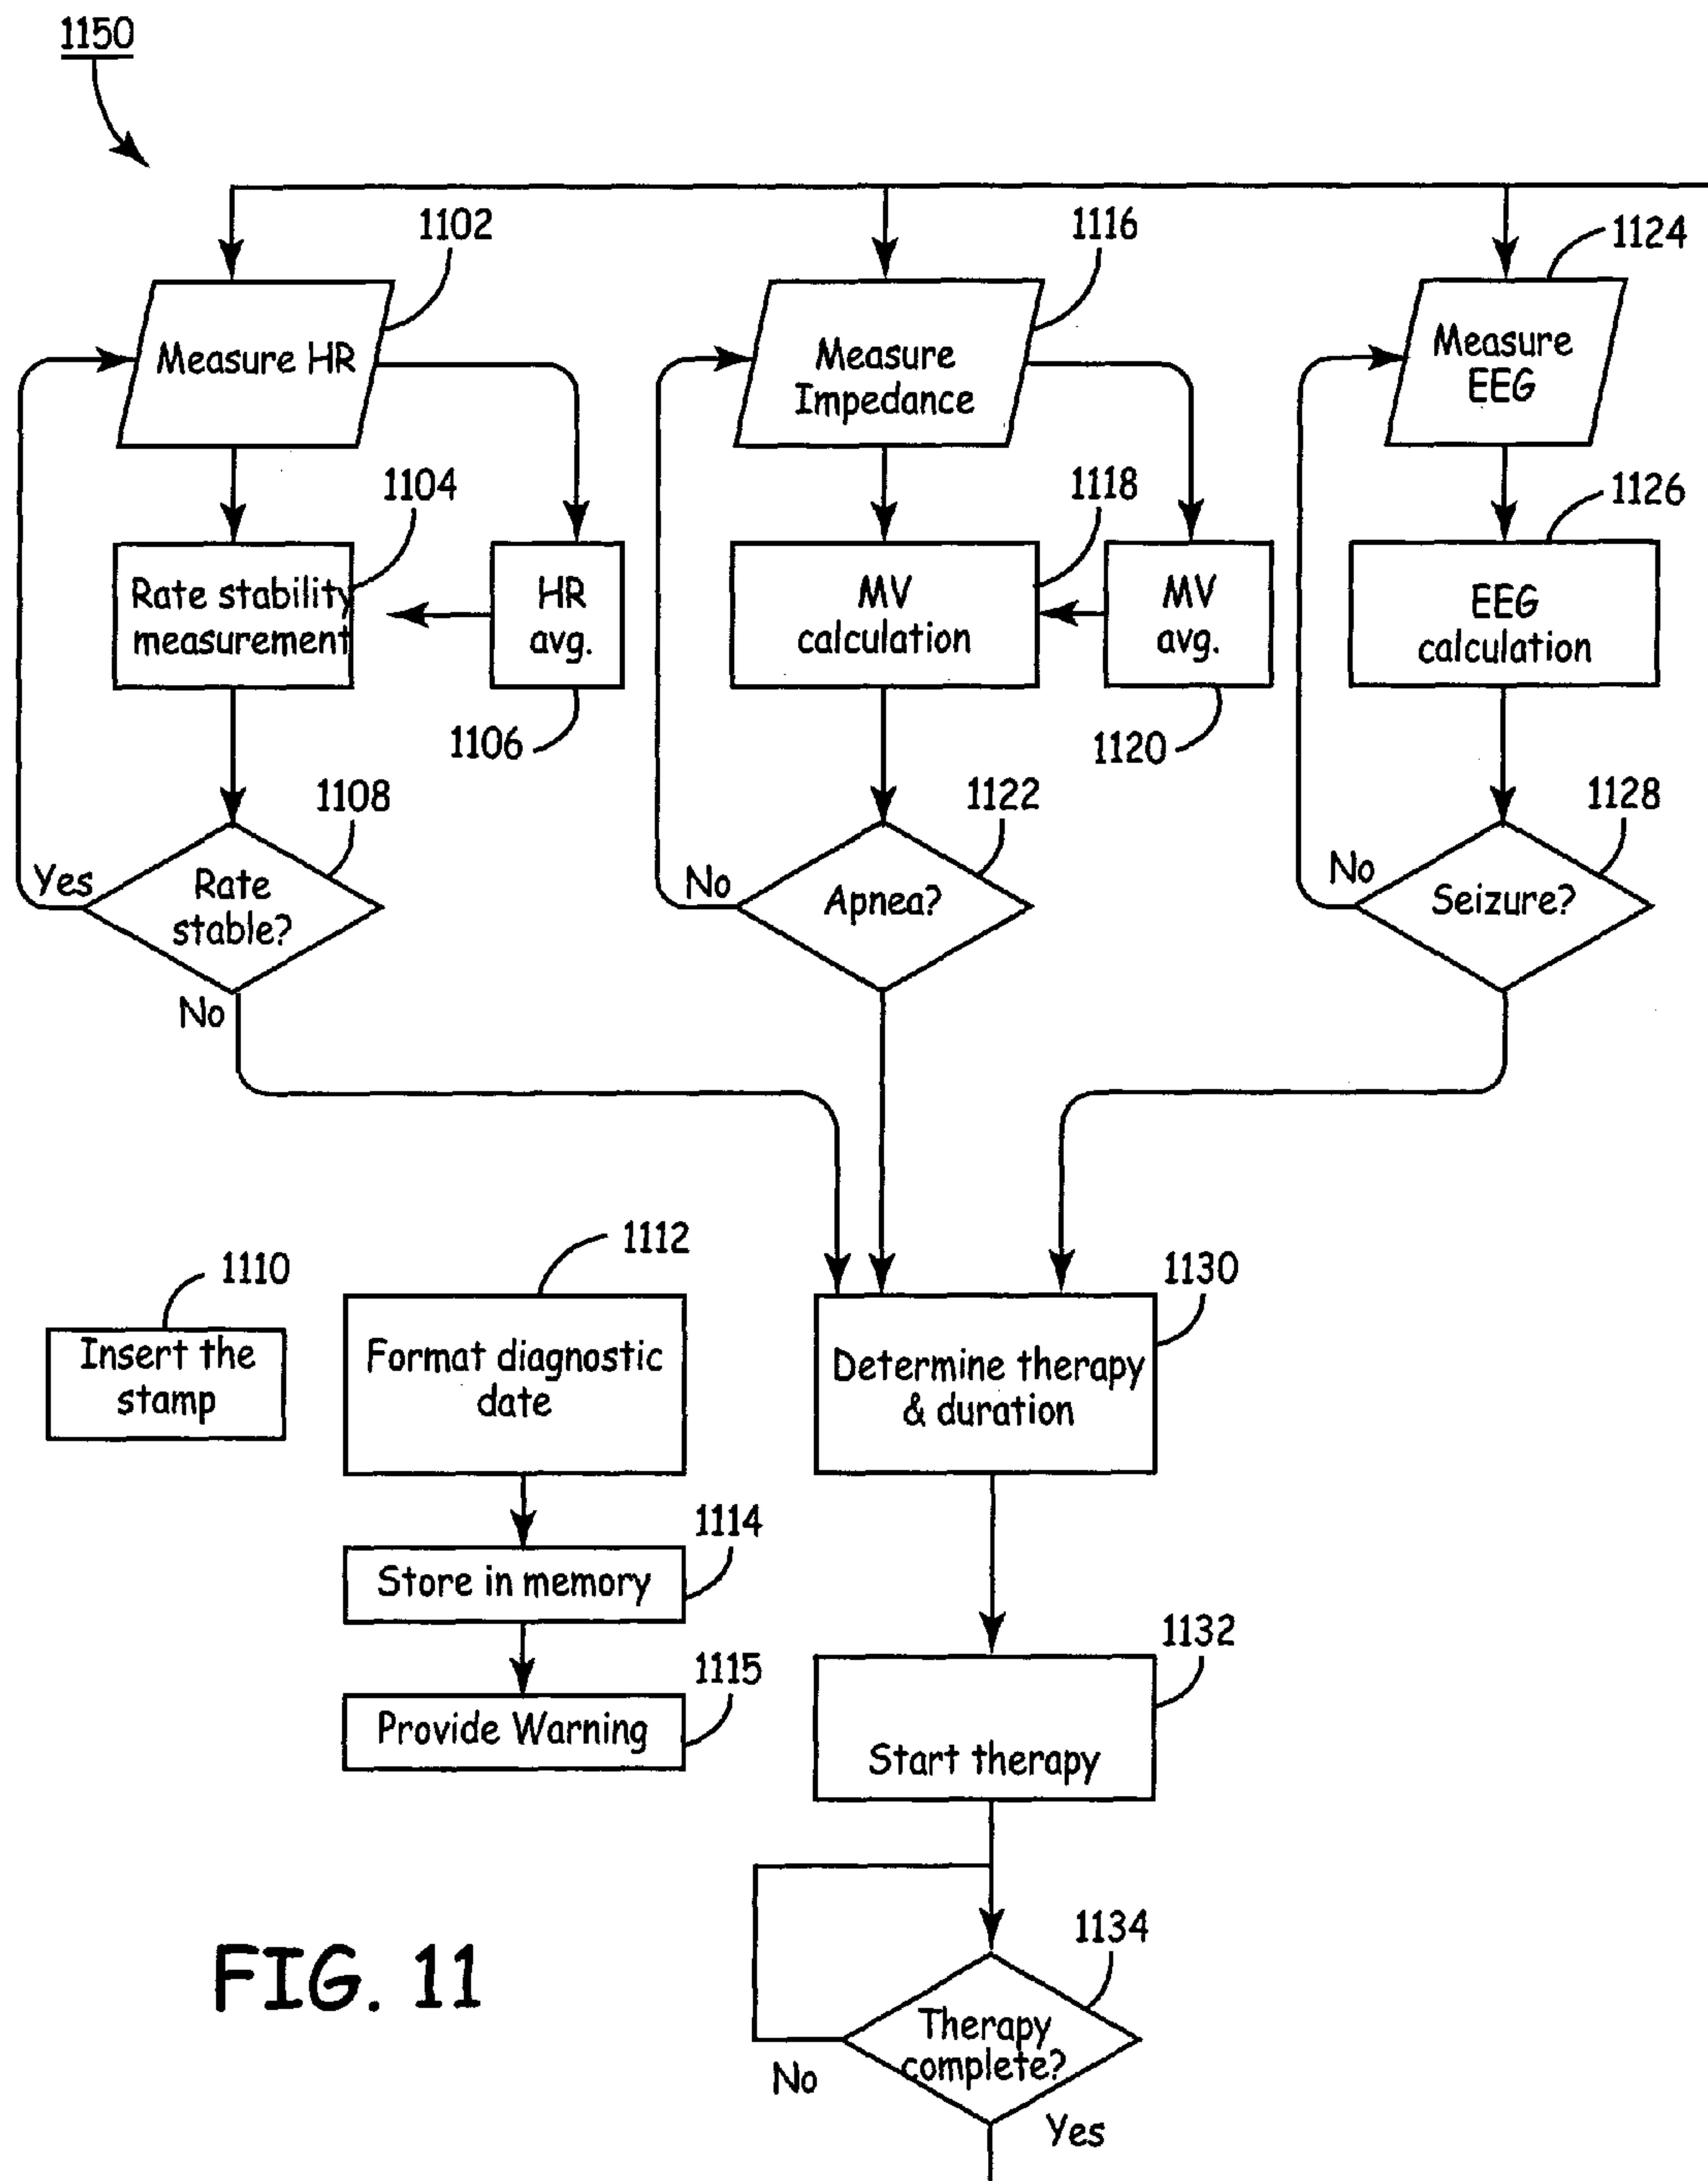 1150
1102
1116
1124
Measure HR
Measure
Impedance
Measure
EEG
1104
1118
1126
Rate stability
measurement
HR
avg.
MV
calculation
MV
avg.
EEG
calculation
1106
1120
1108
1122
1128
Yes
Rate
stable?
No
Apnea?
No
Seizure?
No
1110
1112
1130
Insert the
stamp
Format diagnostic
date
Determine therapy
& duration
1114
Store in memory
1115
Provide Warning
1132
Start therapy
1134
Therapy
complete?
No
Yes
FIG. 11